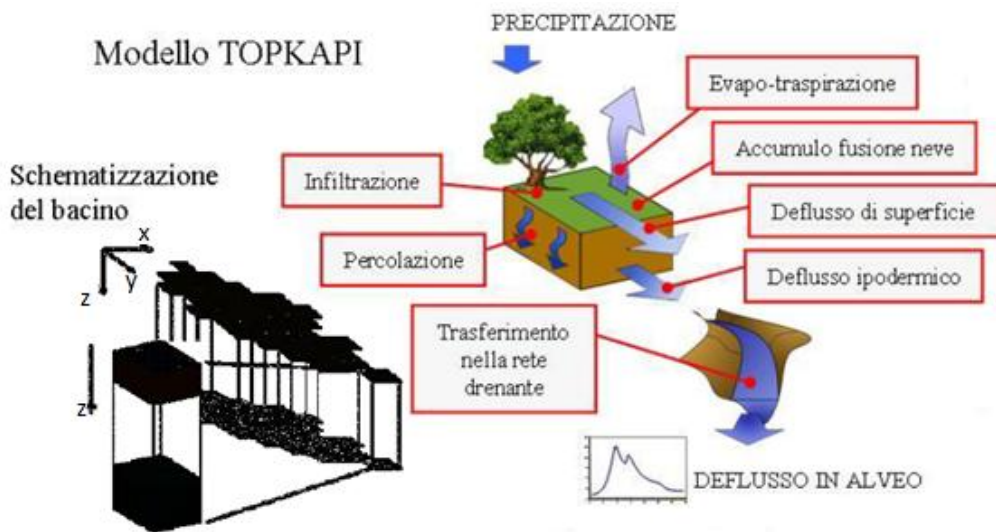 PRECIPITAZIONE
Modello TOPKAPI
Evapo-traspirazione
Accumulo fusione neve
Schematizzazione
del bacino
Infiltrazione
Deflusso di superficie
Percolazione
Deflusso ipodermico
x
y
z
Trasferimento
nella rete
drenante
z
DEFLUSSO IN ALVEO